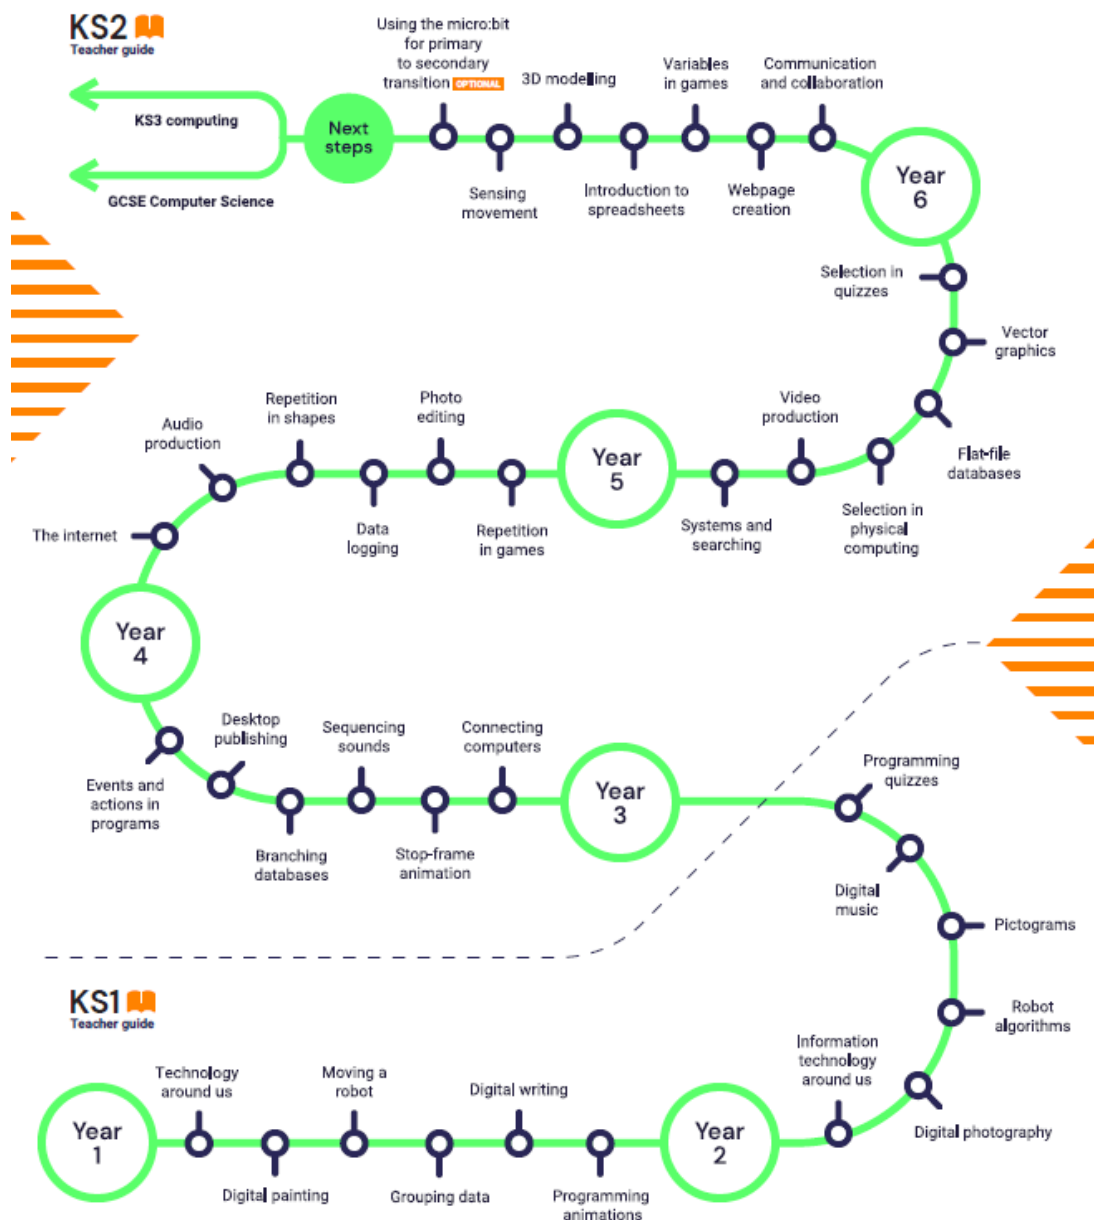 KS2
Teacher guide
Using the micro:bit
for primary
to secondary
transition OPTIONAL
3D modelling
Variables
in games
Communication
and collaboration
KS3 computing
GCSE Computer Science
Next
steps
Sensing
movement
Introduction to
spreadsheets
Webpage
creation
Year
6
Selection in
quizzes
Vector
graphics
Flat-file
databases
Selection in
physical
computing
Video
production
Systems and
searching
Year
5
Repetition
in games
Photo
editing
Data
logging
Repetition
in shapes
Audio
production
The internet
Year
4
Events and
actions in
programs
Desktop
publishing
Branching
databases
Sequencing
sounds
Stop-frame
animation
Connecting
computers
Year
3
Programming
quizzes
Digital
music
Pictograms
Robot
algorithms
Digital photography
Information
technology
around us
KS1
Teacher guide
Year
1
Technology
around us
Digital painting
Moving a
robot
Grouping data
Digital writing
Programming
animations
Year
2